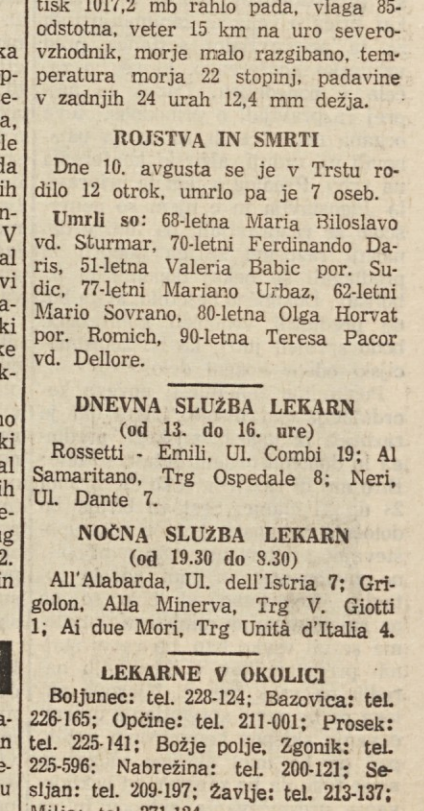 tisk 1017,2 mb rahlo pada, vlaga 85-
odstotna, veter 15 km na uro severo-
vzhodnik, morje malo razgibano, tem-
peratura morja 22 stopinj, padavine
v zadnjih 24 urah 12,4 mm dežja.
ROJSTVA IN SMRTI
Dne 10. avgusta se je v Trstu ro-
dilo 12 otrok, umrlo pa je 7 oseb.
Umrli so: 68-letna Maria Biloslavo
vd. Sturmar, 70-letni Ferdinando Da-
ris, 51-letna Valeria Babic por. Su-
dic, 77-letni Mariano Urbaz, 62-letni
Mario Sovrano, 80-letna Olga Horvat
por. Romich, 90-letna Teresa Pacor
vd. Dellore.
DNEVNA SLUŽBA LEKARN
(od 13. do 16. ure)
Rossetti - Emili, Ul. Combi 19; Al
Samaritano, Trg Ospedale 8; Neri,
Ul. Dante 7.
NOČNA SLUŽBA LEKARN
(od 19.30 do 8.30)
All'Alabarda, Ul. dell'Istria 7; Gri-
golon, Alla Minerva, Trg V. Giotti
1; Ai due Mori, Trg Unità d'Italia 4.
LEKARNE V OKOLICI
Boljunec: tel. 228-124; Bazovica: tel.
226-165; Opčine: tel. 211-001; Prosek:
tel. 225-141; Božje polje, Zgonik: tel.
225-596: Nabrežina: tel. 200-121; Se-
sljan: tel. 209-197; Žavlje: tel. 213-137;